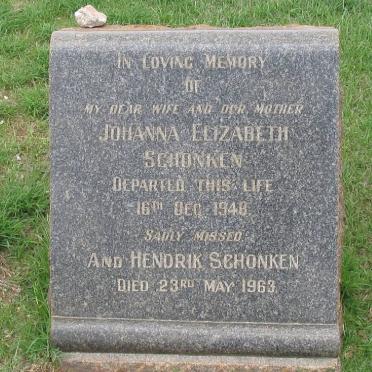 IN LOVING MEMORY
OF
MY DEAR WIFE AND OUR MOTHER
JOHANNA ELIZABETH
SCHONKEN
DEPARTED THIS LIFE
16TH DEC 1948
SADLY MISSED
AND HENDRIK SCHONKEN
DIED 23RD MAY 1963